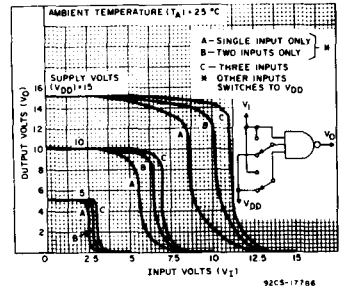 AMBIENT TEMPERATURE (TA) = 25 °C
A - SINGLE INPUT ONLY
B - TWO INPUTS ONLY *
C - THREE INPUTS
* OTHER INPUTS
SWITCHES TO VDD
SUPPLY VOLTS
(VDD) = 15
OUTPUT VOLTS (VO)
16
14
12
10
8
6
4
2
0
10
5
A
B
C
A
B
C
A
B
C
VI
VO
VDD
2.5
5
7.5
10
12.5
15
INPUT VOLTS (VI)
92CS-17786